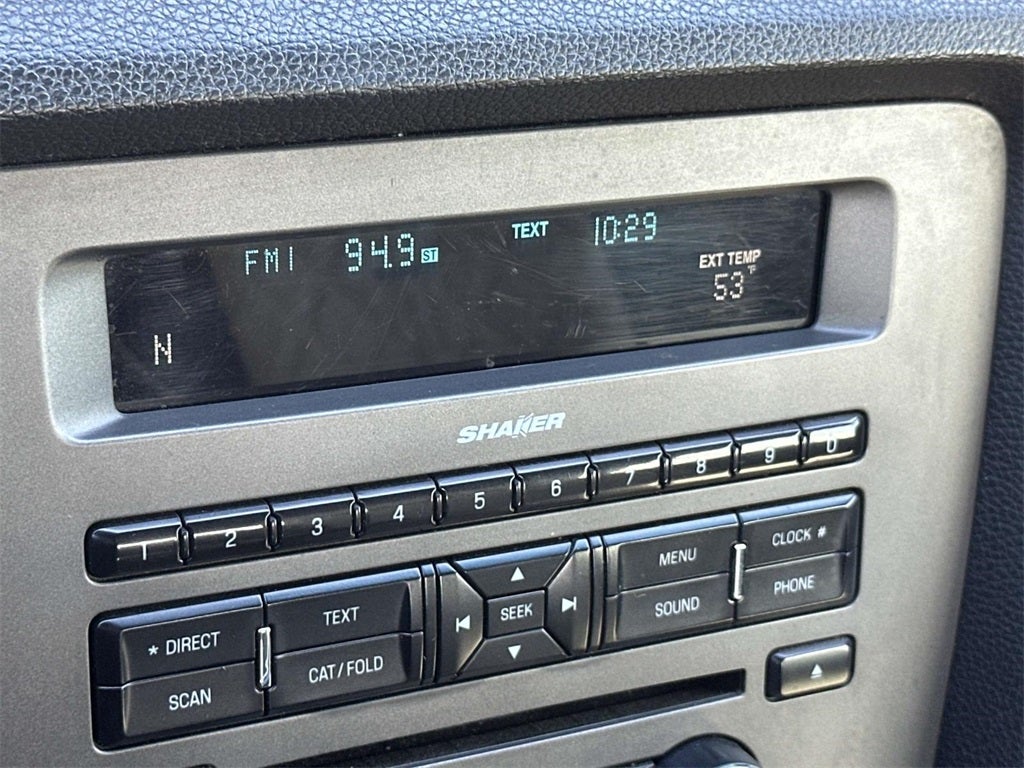 FM1 94.9 ST TEXT 10:29
EXT TEMP
53 °F
N
SHAKER
1 2 3 4 5 6 7 8 9 0
* DIRECT TEXT SEEK MENU CLOCK #
SCAN CAT/FOLD SOUND PHONE